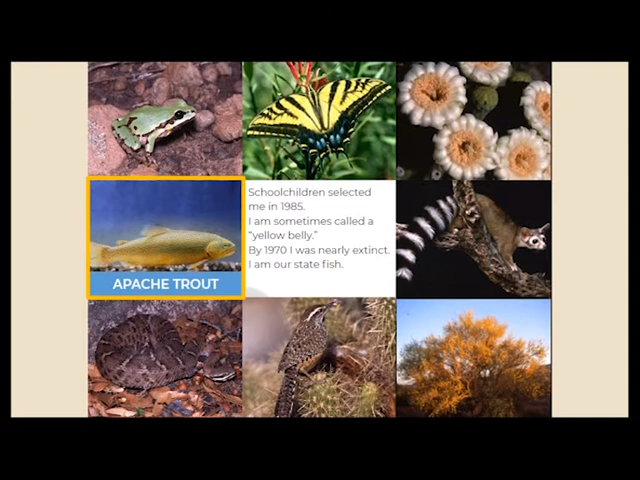 Schoolchildren selected
me in 1985.
I am sometimes called a
“yellow belly.”
By 1970 I was nearly extinct.
I am our state fish.
APACHE TROUT